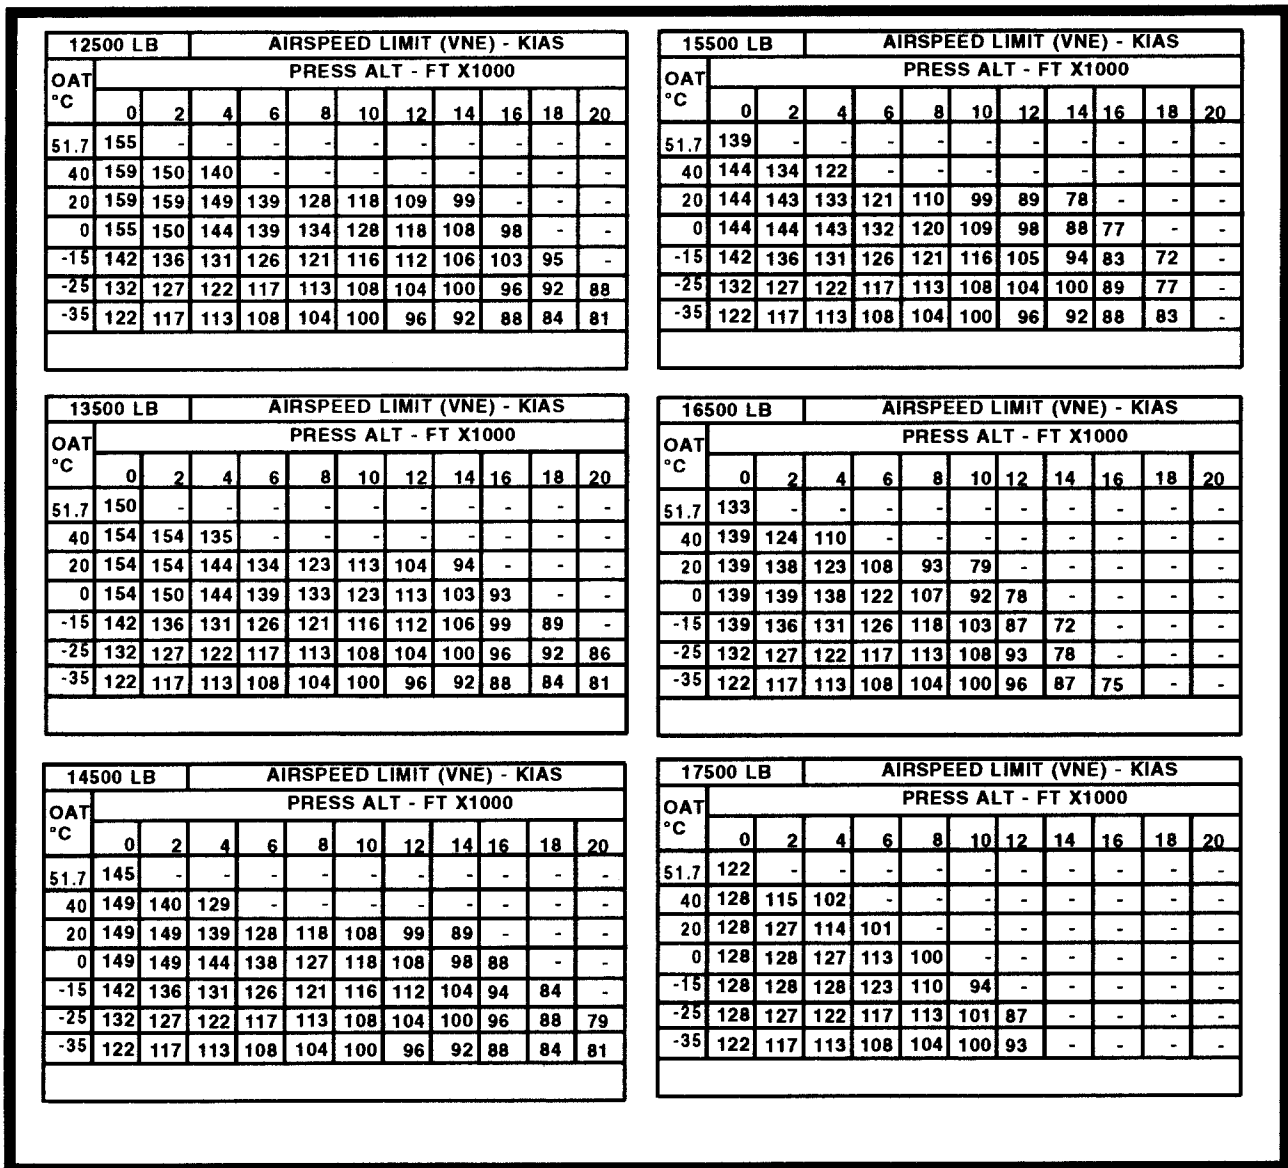 12500 LB AIRSPEED LIMIT (VNE) - KIAS
OAT °C PRESS ALT - FT X1000
0 2 4 6 8 10 12 14 16 18 20
51.7 155 - - - - - - - - - -
40 159 150 140 - - - - - - - -
20 159 159 149 139 128 118 109 99 - - -
0 155 150 144 139 134 128 118 108 98 - -
-15 142 136 131 126 121 116 112 106 103 95 -
-25 132 127 122 117 113 108 104 100 96 92 88
-35 122 117 113 108 104 100 96 92 88 84 81
13500 LB AIRSPEED LIMIT (VNE) - KIAS
OAT °C PRESS ALT - FT X1000
0 2 4 6 8 10 12 14 16 18 20
51.7 150 - - - - - - - - - -
40 154 154 135 - - - - - - - -
20 154 154 144 134 123 113 104 94 - - -
0 154 150 144 139 133 123 113 103 93 - -
-15 142 136 131 126 121 116 112 106 99 89 -
-25 132 127 122 117 113 108 104 100 96 92 86
-35 122 117 113 108 104 100 96 92 88 84 81
14500 LB AIRSPEED LIMIT (VNE) - KIAS
OAT °C PRESS ALT - FT X1000
0 2 4 6 8 10 12 14 16 18 20
51.7 145 - - - - - - - - - -
40 149 140 129 - - - - - - - -
20 149 149 139 128 118 108 99 89 - - -
0 149 149 144 138 127 118 108 98 88 - -
-15 142 136 131 126 121 116 112 104 94 84 -
-25 132 127 122 117 113 108 104 100 96 88 79
-35 122 117 113 108 104 100 96 92 88 84 81
15500 LB AIRSPEED LIMIT (VNE) - KIAS
OAT °C PRESS ALT - FT X1000
0 2 4 6 8 10 12 14 16 18 20
51.7 139 - - - - - - - - - -
40 144 134 122 - - - - - - - -
20 144 143 133 121 110 99 89 78 - - -
0 144 144 143 132 120 109 98 88 77 - -
-15 142 136 131 126 121 116 105 94 83 72 -
-25 132 127 122 117 113 108 104 100 89 77 -
-35 122 117 113 108 104 100 96 92 88 83 -
16500 LB AIRSPEED LIMIT (VNE) - KIAS
OAT °C PRESS ALT - FT X1000
0 2 4 6 8 10 12 14 16 18 20
51.7 133 - - - - - - - - - -
40 139 124 110 - - - - - - - -
20 139 138 123 108 93 79 - - - - -
0 139 139 138 122 107 92 78 - - - -
-15 139 136 131 126 118 103 87 72 - - -
-25 132 127 122 117 113 108 93 78 - - -
-35 122 117 113 108 104 100 96 87 75 - -
17500 LB AIRSPEED LIMIT (VNE) - KIAS
OAT °C PRESS ALT - FT X1000
0 2 4 6 8 10 12 14 16 18 20
51.7 122 - - - - - - - - - -
40 128 115 102 - - - - - - - -
20 128 127 114 101 - - - - - - -
0 128 128 127 113 100 - - - - - -
-15 128 128 128 123 110 94 - - - - -
-25 128 127 122 117 113 101 87 - - - -
-35 122 117 113 108 104 100 93 - - - -